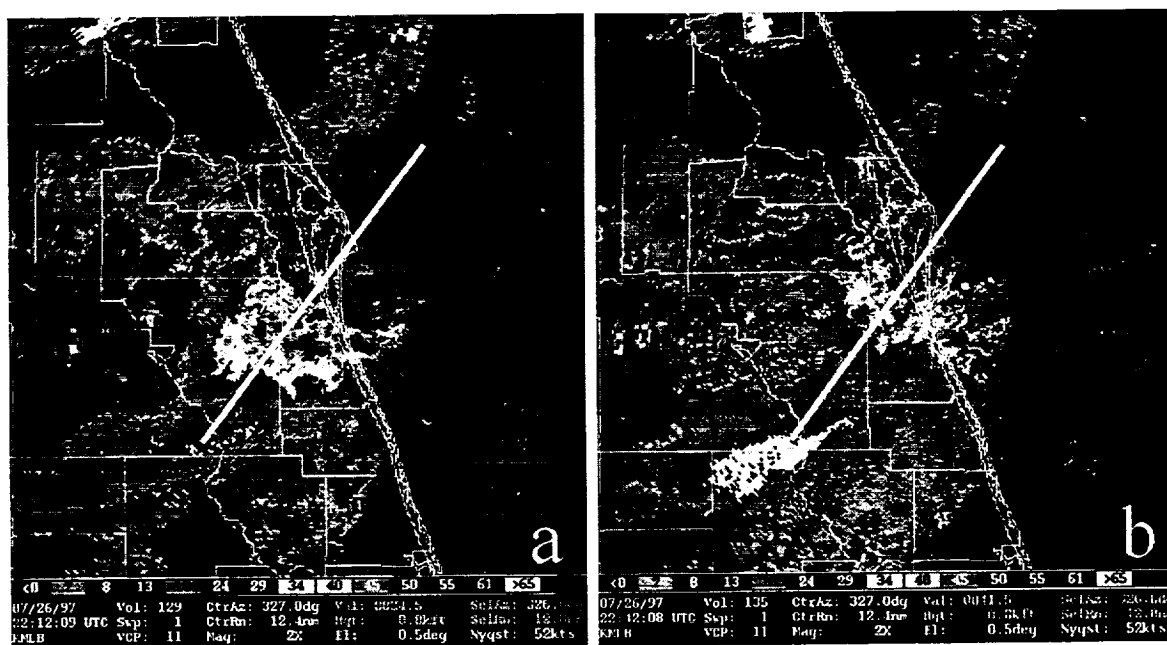 a
b
<0 8 13 24 29 34 40 45 50 55 61 >65
<0 8 13 24 29 34 40 45 50 55 61 >65
07/26/97 Vol: 129 CtrAz: 327.0dg
22:12:09 UTC Swp: 1 CtrRn: 12.4nm
KMLB VCP: 11 Mag: 2X El: 0.5deg Nyqst: 52kts
07/26/97 Vol: 135 CtrAz: 327.0dg
22:12:08 UTC Swp: 1 CtrRn: 12.4nm
KMLB VCP: 11 Mag: 2X El: 0.5deg Nyqst: 52kts